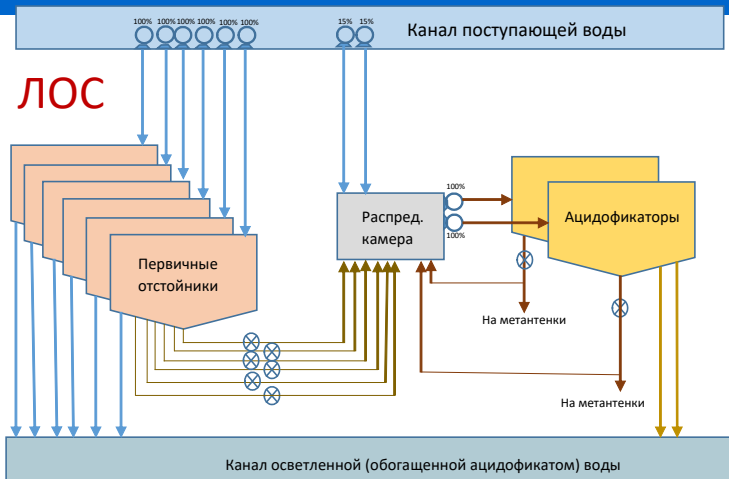 100% 100% 100% 100% 100% 100% 15% 15%
Канал поступающей воды
ЛОС
100%
Распред.
камера
100%
Ацидофикаторы
Первичные
отстойники
На метантенки
На метантенки
Канал осветленной (обогащенной ацидофикатом) воды